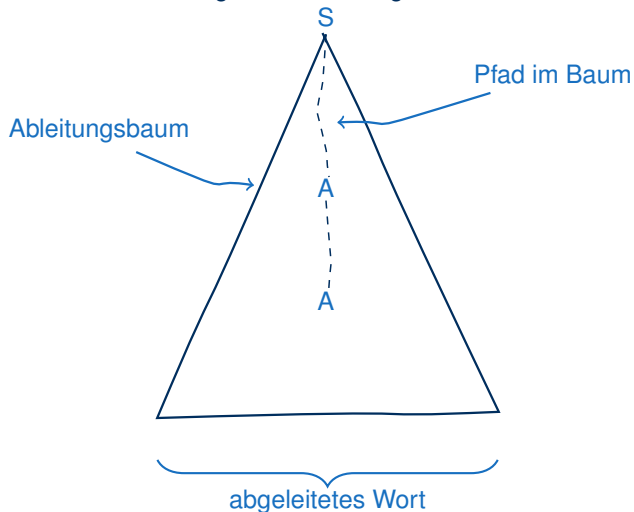 S
Pfad im Baum
Ableitungsbaum
A
A
abgeleitetes Wort